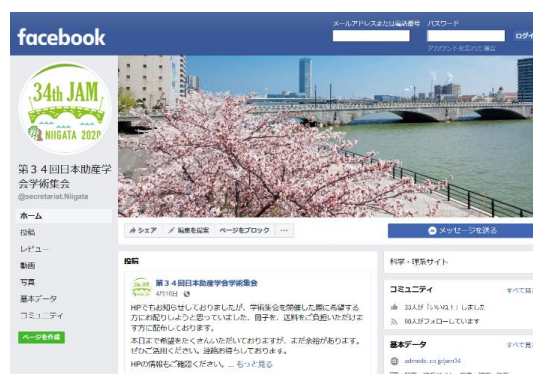 メールアドレスまたは電話番号 パスワード
facebook
アカウントを忘れた場合
34th JAM
NIIGATA 2020
第34回日本助産学
会学術集会
@secretariat.Niigata
ホーム
投稿
レビュー
動画
写真
基本データ
コミュニティ
ページを作成
シェア 編集を提案 ページをブロック ...
メッセージを送る
投稿
第34回日本助産学会学術集会
4月16日
HPでもお知らせしておりましたが、学術集会を開催した際に希望する
方にお配りしようと思っていました、冊子を、送料をご負担いただけま
す方に配布しております。
本日まで希望をたくさんいただいておりますが、まだ余裕があります。
ぜひご活用ください。連絡お待ちしております。
HPの情報もご確認ください。... もっと見る
科学・理系サイト
コミュニティ すべて見
33人が「いいね！」しました
90人がフォローしています
基本データ すべて見